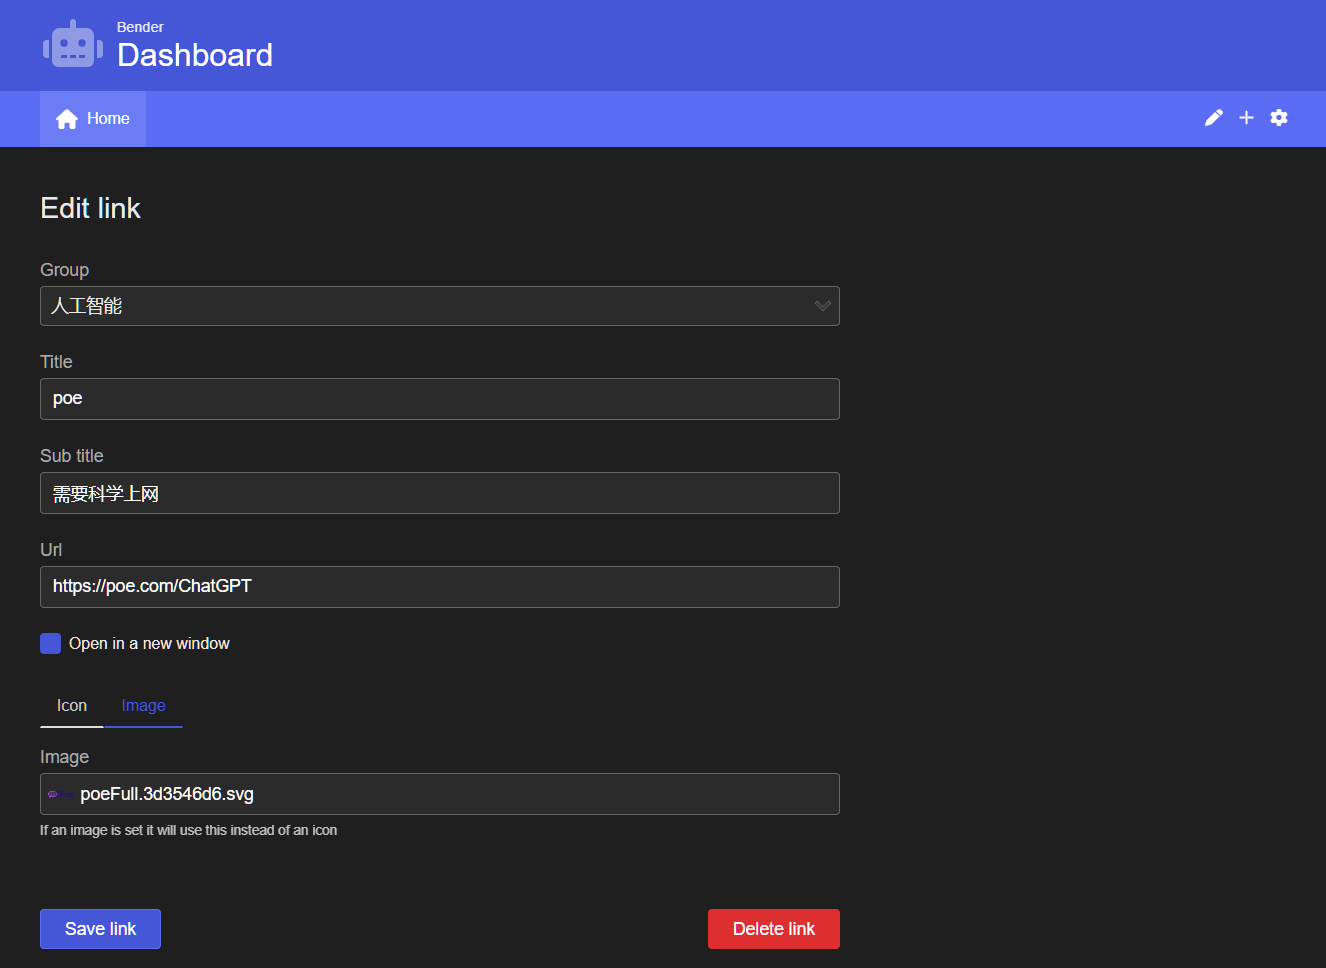 Bender
Dashboard
Home
Edit link
Group
人工智能
Title
poe
Sub title
需要科学上网
Url
https://poe.com/ChatGPT
Open in a new window
Icon Image
Image
poeFull.3d3546d6.svg
If an image is set it will use this instead of an icon
Save link Delete link